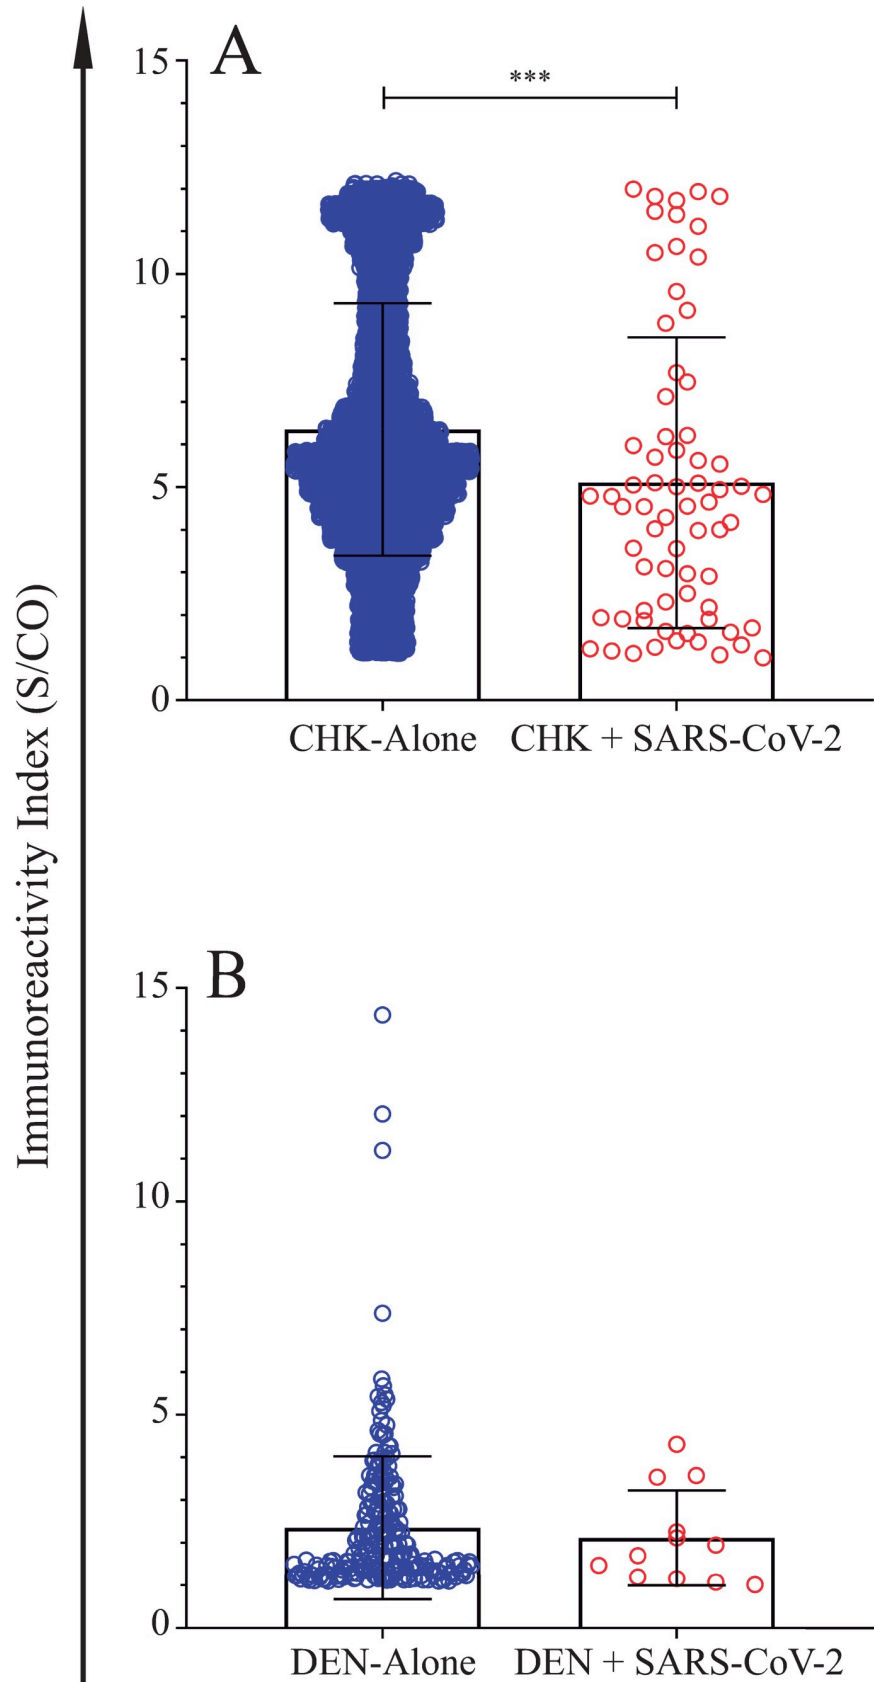 A
***
15
10
5
0
CHK-Alone
CHK + SARS-CoV-2
Immunoreactivity Index (S/CO)
B
15
10
5
0
DEN-Alone
DEN + SARS-CoV-2